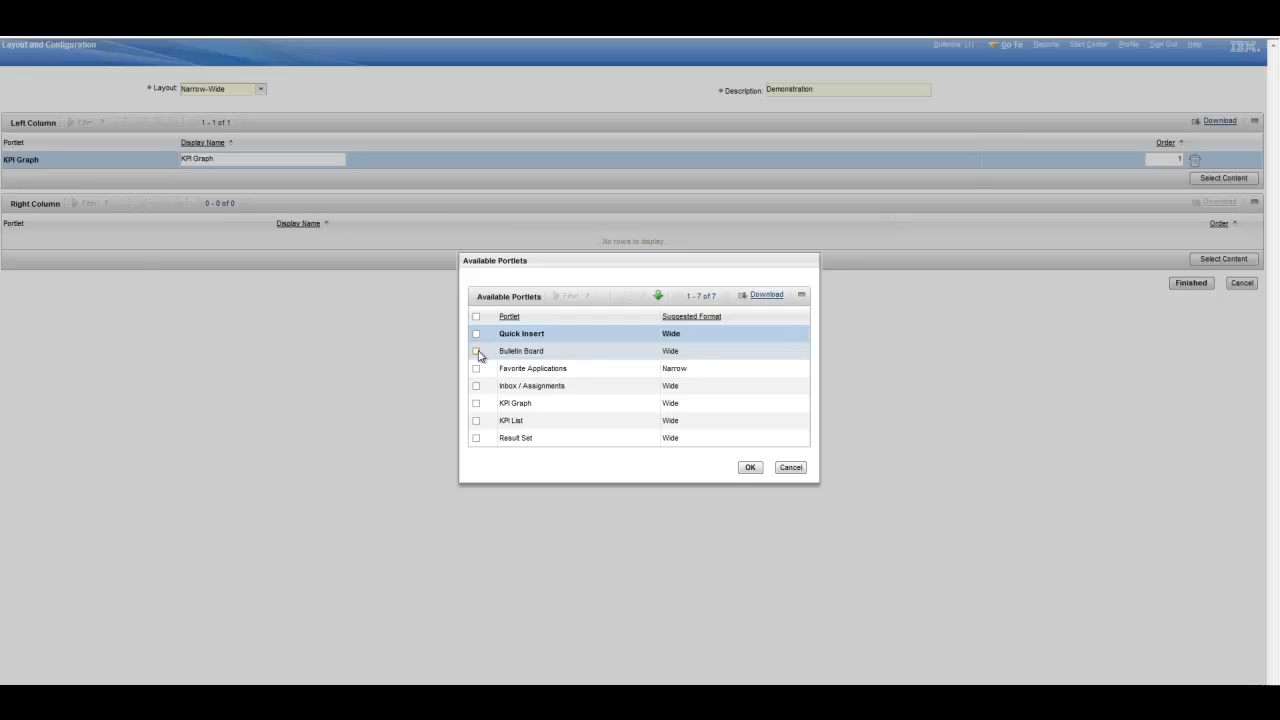 Layout and Configuration Bulletins: (1) Go To Reports Start Center Profile Sign Out Help IBM.
* Layout: Narrow-Wide * Description: Demonstration
Left Column Filter 1 - 1 of 1 Download
Portlet Display Name Order
KPI Graph KPI Graph 1
Select Content
Right Column Filter 0 - 0 of 0 Download
Portlet Display Name Order
...No rows to display...
Select Content
Finished Cancel
Available Portlets
Available Portlets Filter 1 - 7 of 7 Download
Portlet Suggested Format
Quick Insert Wide
Bulletin Board Wide
Favorite Applications Narrow
Inbox / Assignments Wide
KPI Graph Wide
KPI List Wide
Result Set Wide
OK Cancel